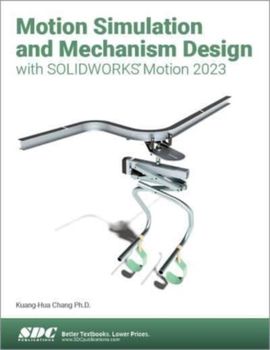 Motion Simulation
and Mechanism Design
with SOLIDWORKS® Motion 2023
Kuang-Hua Chang Ph.D.
SDC
PUBLICATIONS
Better Textbooks. Lower Prices.
www.SDCpublications.com